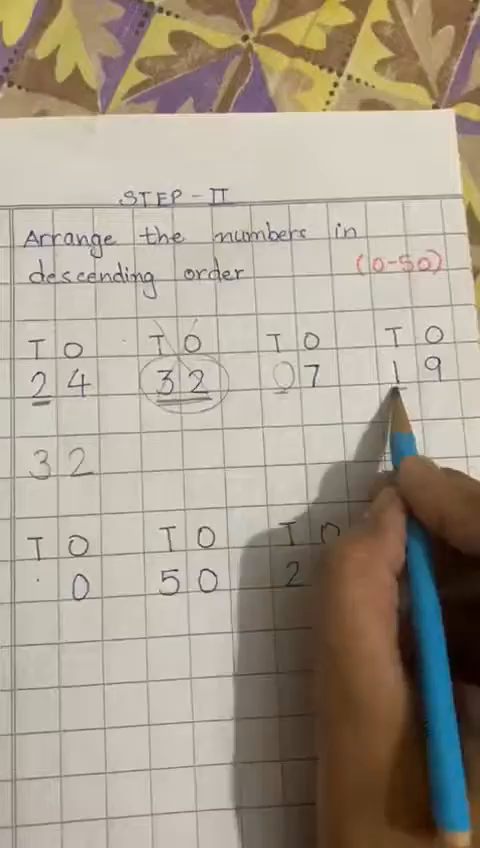 STEP-II
Arrange the numbers in
descending order (0-50)
T O T O T O T O
2 4 3 2 0 7 1 9
3 2
T O T O T O
0 5 0 2